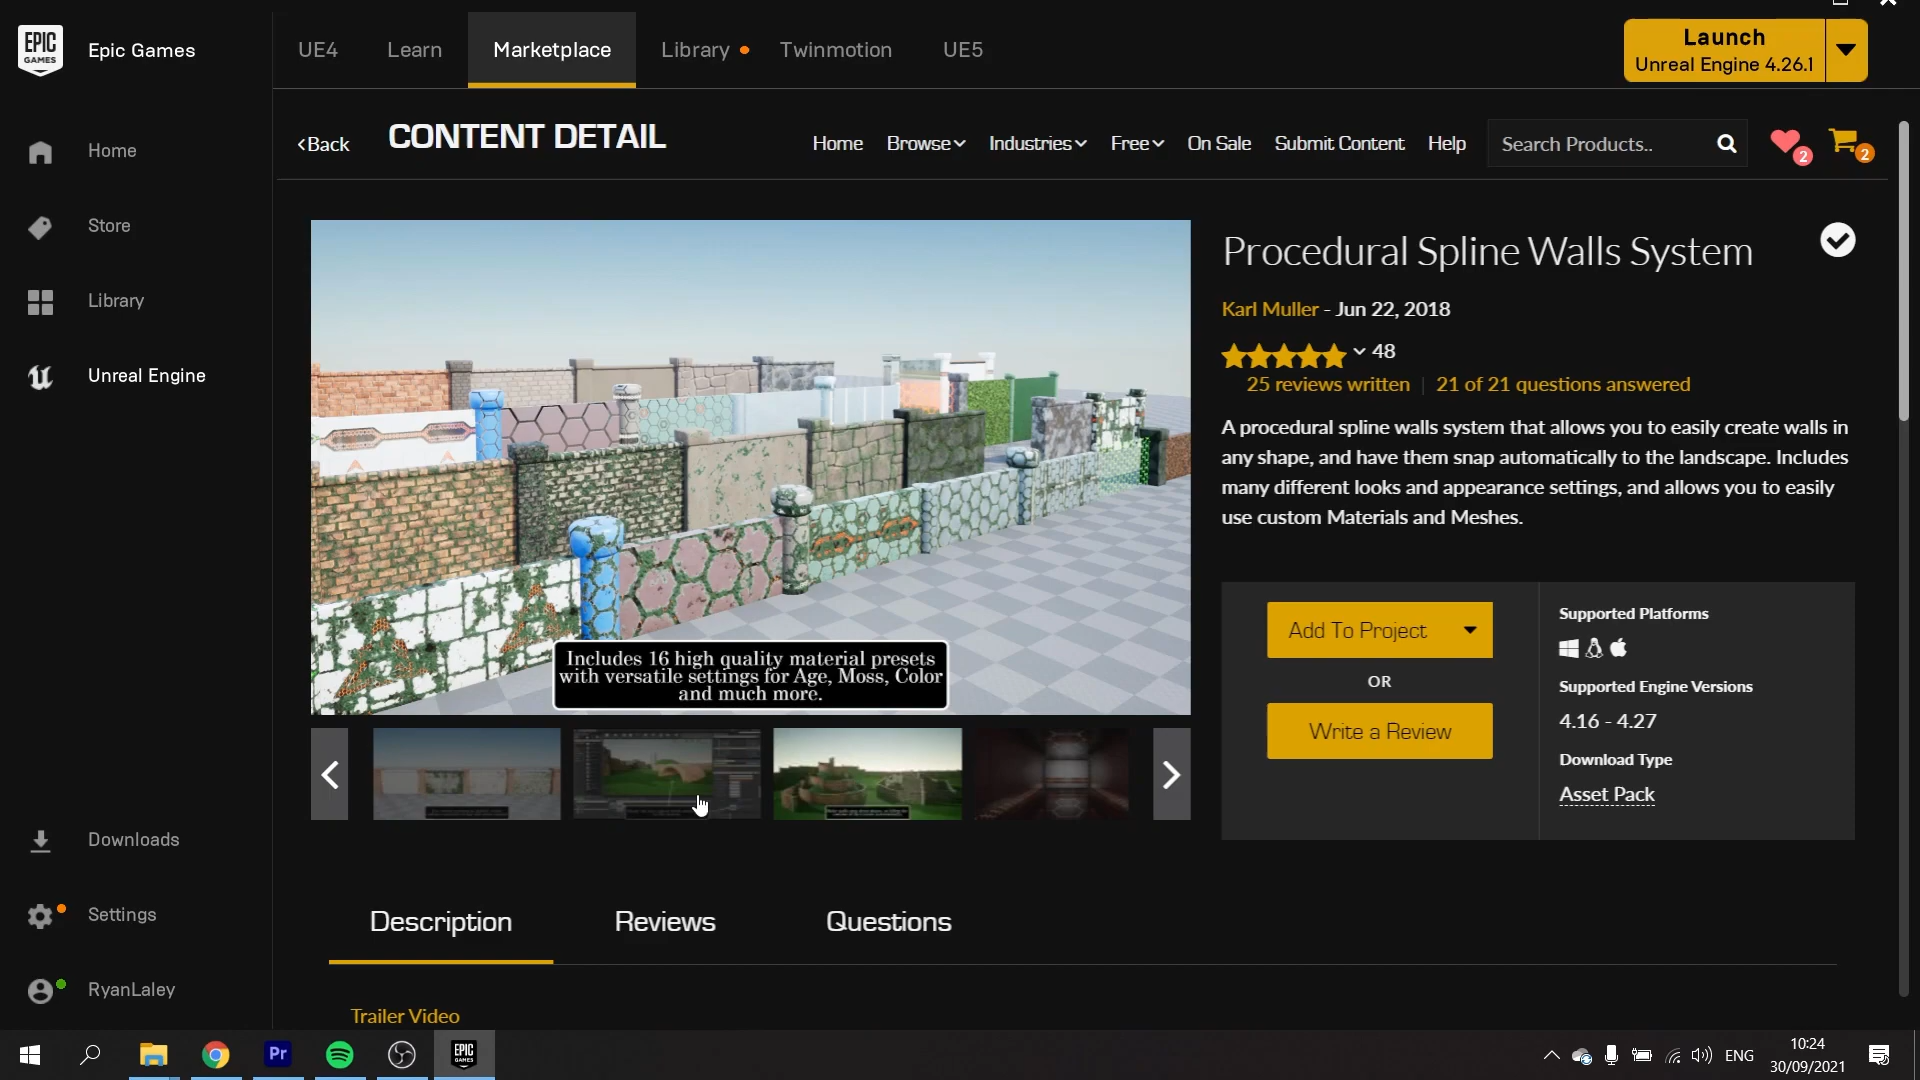 EPIC
GAMES
Epic Games
UE4
Learn
Marketplace
Library
Twinmotion
UE5
Launch
Unreal Engine 4.26.1
Home
Store
Library
Unreal Engine
Downloads
Settings
RyanLaley
Back
CONTENT DETAIL
Home
Browse
Industries
Free
On Sale
Submit Content
Help
Search Products..
2
2
Includes 16 high quality material presets
with versatile settings for Age, Moss, Color
and much more.
Procedural Spline Walls System
Karl Muller - Jun 22, 2018
48
25 reviews written
21 of 21 questions answered
A procedural spline walls system that allows you to easily create walls in
any shape, and have them snap automatically to the landscape. Includes
many different looks and appearance settings, and allows you to easily
use custom Materials and Meshes.
Add To Project
OR
Write a Review
Supported Platforms
Supported Engine Versions
4.16 - 4.27
Download Type
Asset Pack
Description
Reviews
Questions
Trailer Video
Pr
EPIC
GAMES
ENG
10:24
30/09/2021